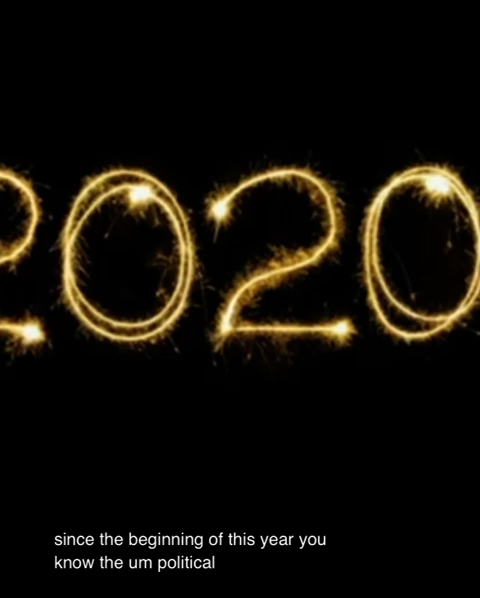 2020
since the beginning of this year you
know the um political